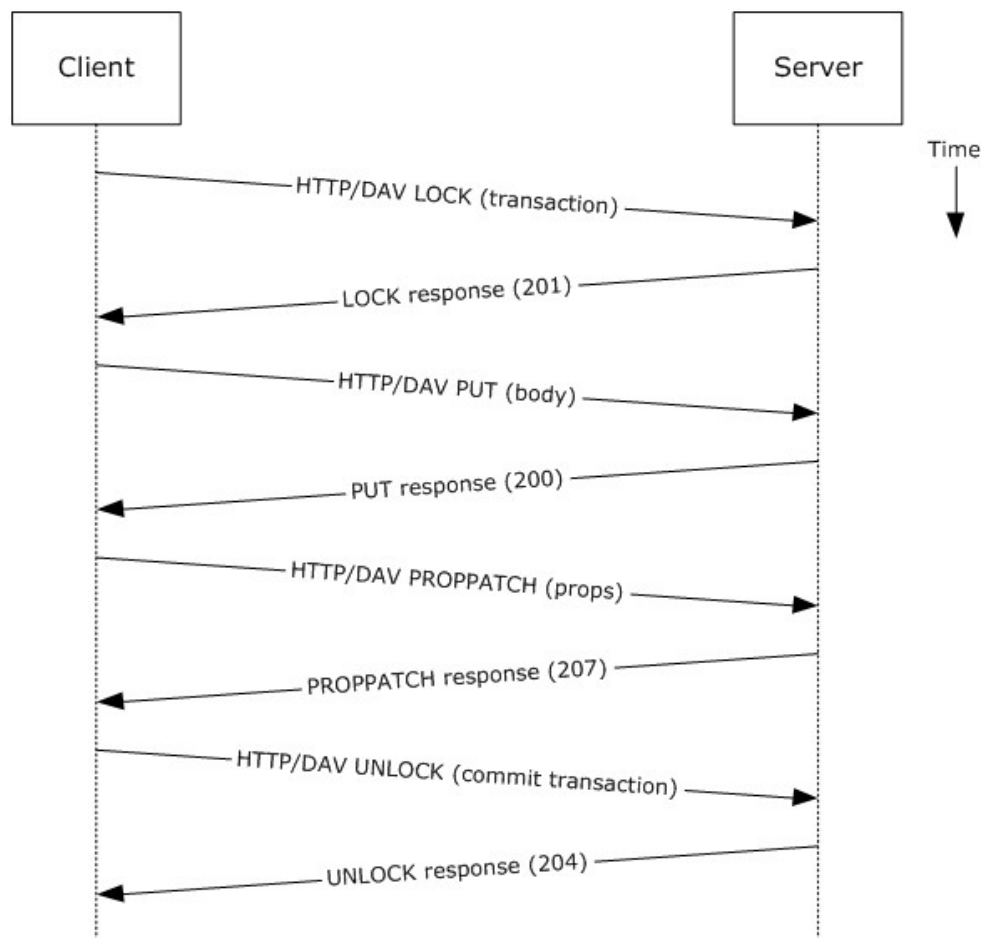 Client
Server
Time
HTTP/DAV LOCK (transaction)
LOCK response (201)
HTTP/DAV PUT (body)
PUT response (200)
HTTP/DAV PROPPATCH (props)
PROPPATCH response (207)
HTTP/DAV UNLOCK (commit transaction)
UNLOCK response (204)